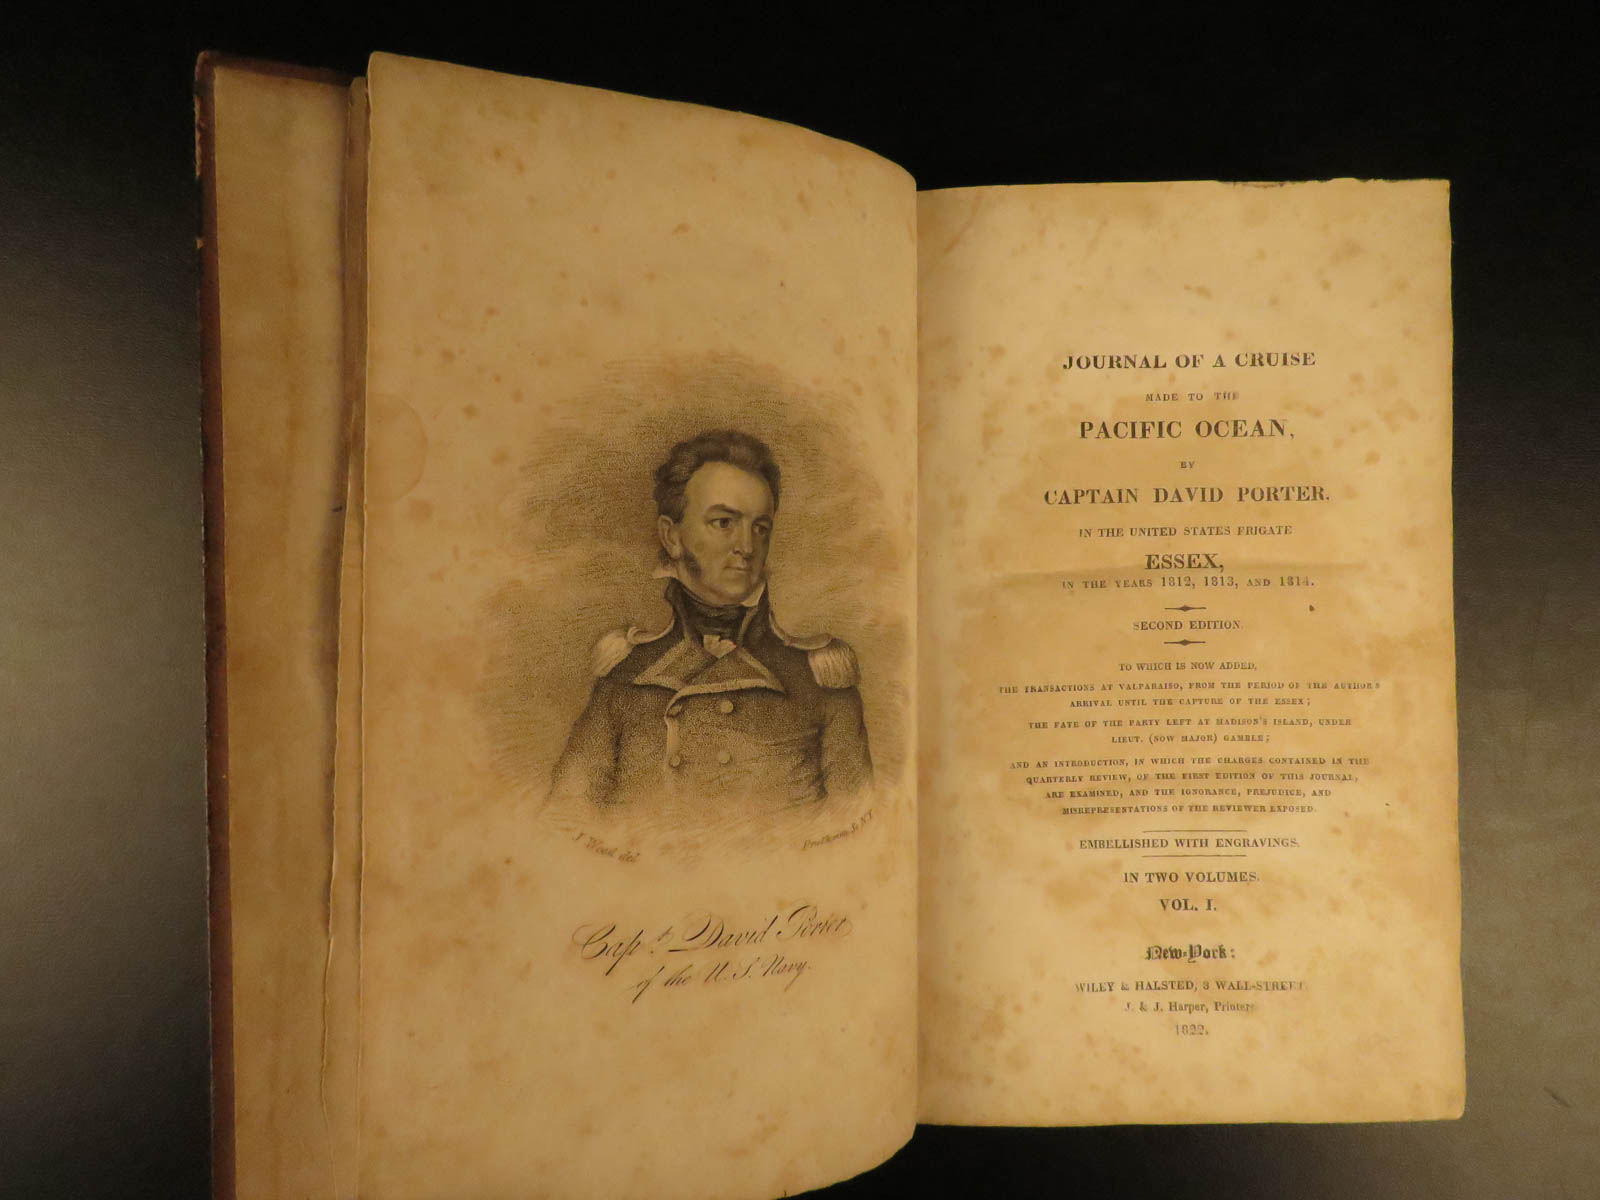 J Wood del
Prudhomme Sc N.Y
Capt. David Porter
of the U. S. Navy.
JOURNAL OF A CRUISE
MADE TO THE
PACIFIC OCEAN,
BY
CAPTAIN DAVID PORTER,
IN THE UNITED STATES FRIGATE
ESSEX,
IN THE YEARS 1812, 1813, AND 1814.
SECOND EDITION.
TO WHICH IS NOW ADDED,
THE TRANSACTIONS AT VALPARAISO, FROM THE PERIOD OF THE AUTHOR'S
ARRIVAL UNTIL THE CAPTURE OF THE ESSEX;
THE FATE OF THE PARTY LEFT AT MADISON'S ISLAND, UNDER
LIEUT. (NOW MAJOR) GAMBLE;
AND AN INTRODUCTION, IN WHICH THE CHARGES CONTAINED IN THE
QUARTERLY REVIEW, OF THE FIRST EDITION OF THIS JOURNAL,
ARE EXAMINED, AND THE IGNORANCE, PREJUDICE, AND
MISREPRESENTATIONS OF THE REVIEWER EXPOSED.
EMBELLISHED WITH ENGRAVINGS.
IN TWO VOLUMES.
VOL. I.
New-York:
WILEY & HALSTED, 3 WALL-STREET.
J. & J. Harper, Printers.
1822.